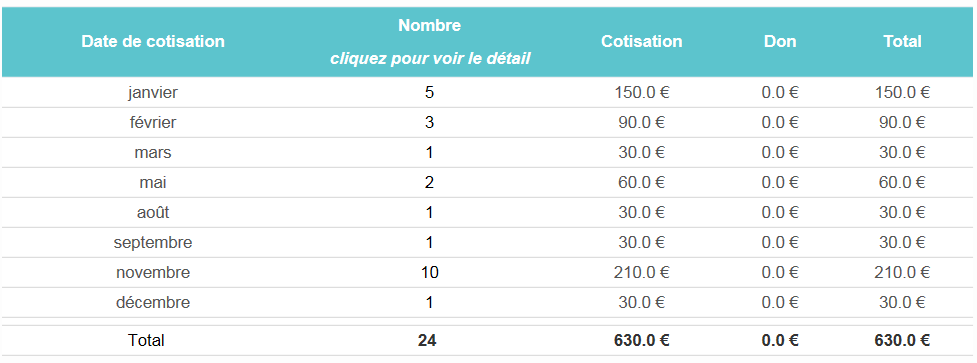 Date de cotisation Nombre cliquez pour voir le détail Cotisation Don Total
janvier 5 150.0 € 0.0 € 150.0 €
février 3 90.0 € 0.0 € 90.0 €
mars 1 30.0 € 0.0 € 30.0 €
mai 2 60.0 € 0.0 € 60.0 €
août 1 30.0 € 0.0 € 30.0 €
septembre 1 30.0 € 0.0 € 30.0 €
novembre 10 210.0 € 0.0 € 210.0 €
décembre 1 30.0 € 0.0 € 30.0 €
Total 24 630.0 € 0.0 € 630.0 €